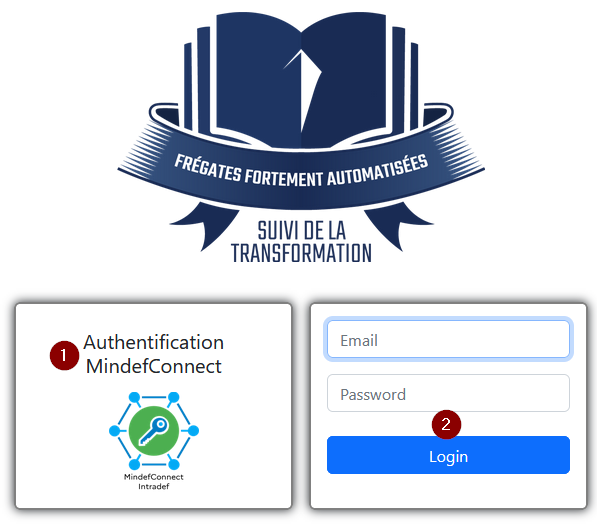 FRÉGATES FORTEMENT AUTOMATISÉES
SUIVI DE LA
TRANSFORMATION
1
Authentification
MindefConnect
MindefConnect
Intradef
Email
Password
2
Login